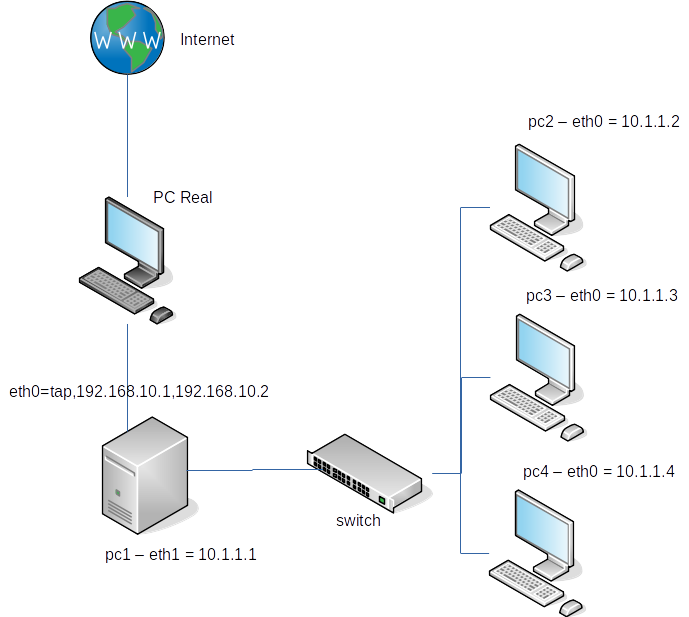 W W W
Internet
PC Real
eth0=tap,192.168.10.1,192.168.10.2
pc1 – eth1 = 10.1.1.1
switch
pc2 – eth0 = 10.1.1.2
pc3 – eth0 = 10.1.1.3
pc4 – eth0 = 10.1.1.4